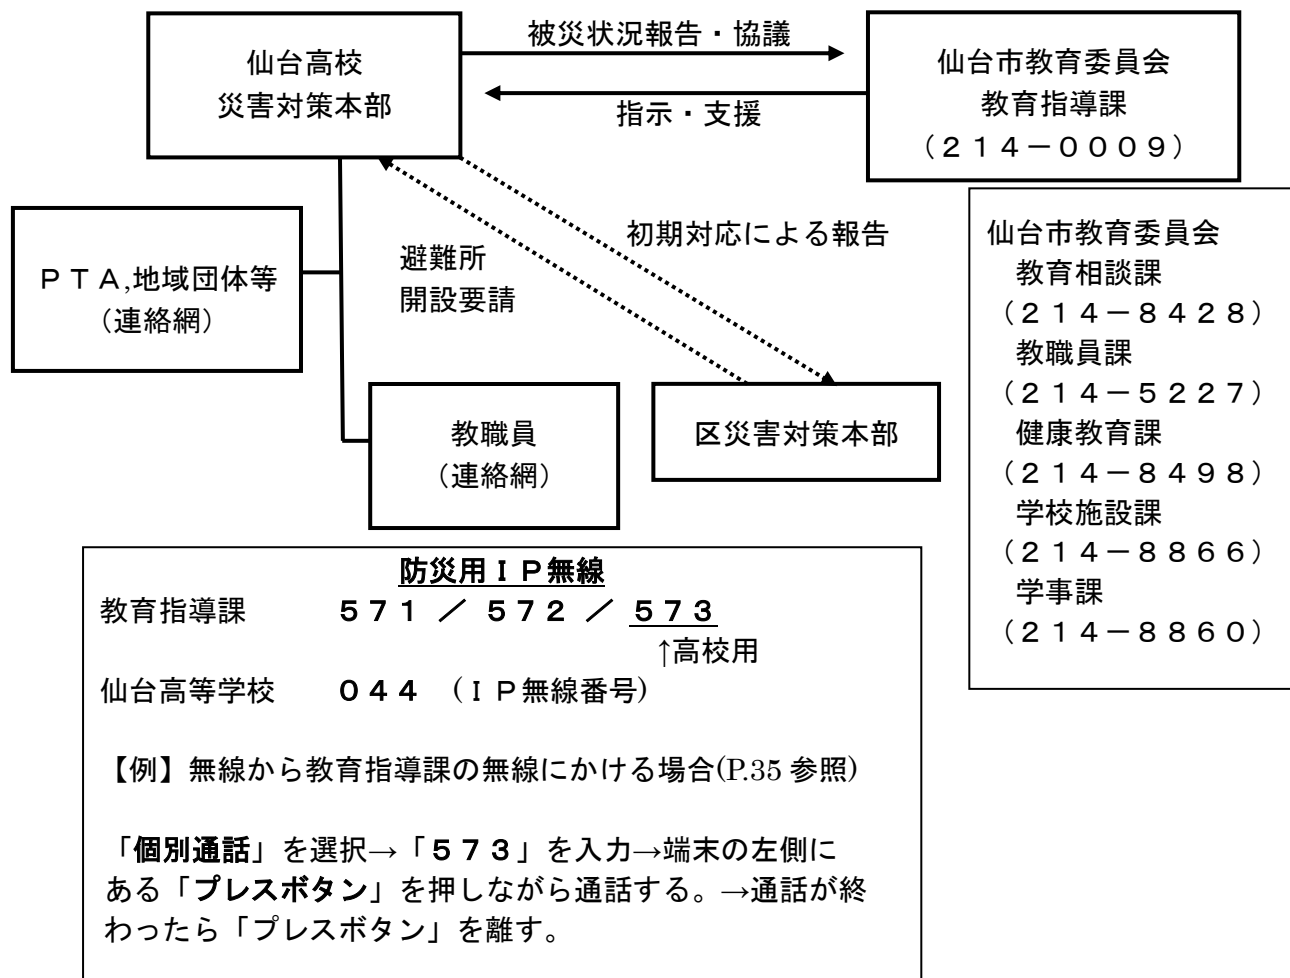 仙台高校
災害対策本部
被災状況報告・協議
指示・支援
仙台市教育委員会
教育指導課
（２１４－０００９）
ＰＴＡ,地域団体等
（連絡網）
避難所
開設要請
初期対応による報告
教職員
（連絡網）
区災害対策本部
仙台市教育委員会
教育相談課
（２１４－８４２８）
教職員課
（２１４－５２２７）
健康教育課
（２１４－８４９８）
学校施設課
（２１４－８８６６）
学事課
（２１４－８８６０）
防災用ＩＰ無線
教育指導課　５７１ ／ ５７２ ／ ５７３
↑高校用
仙台高等学校　０４４ （ＩＰ無線番号）
【例】無線から教育指導課の無線にかける場合(P.35 参照)
「個別通話」を選択→「５７３」を入力→端末の左側に
ある「プレスボタン」を押しながら通話する。→通話が終
わったら「プレスボタン」を離す。